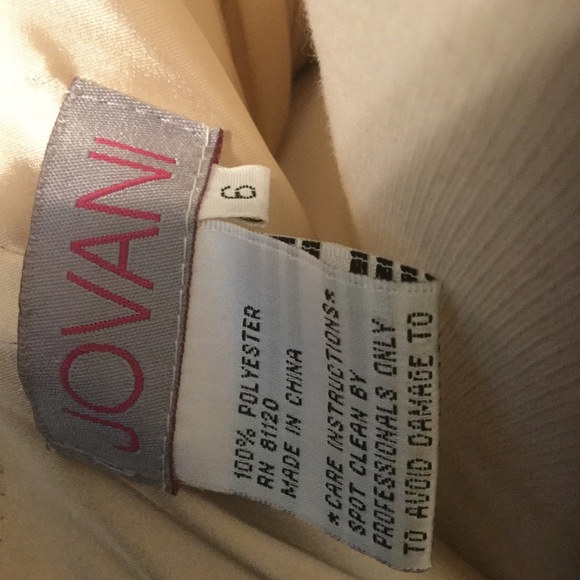 JOVANI
6
100% POLYESTER
RN 81120
MADE IN CHINA
*CARE INSTRUCTIONS*
SPOT CLEAN BY
PROFESSIONALS ONLY
TO AVOID DAMAGE TO